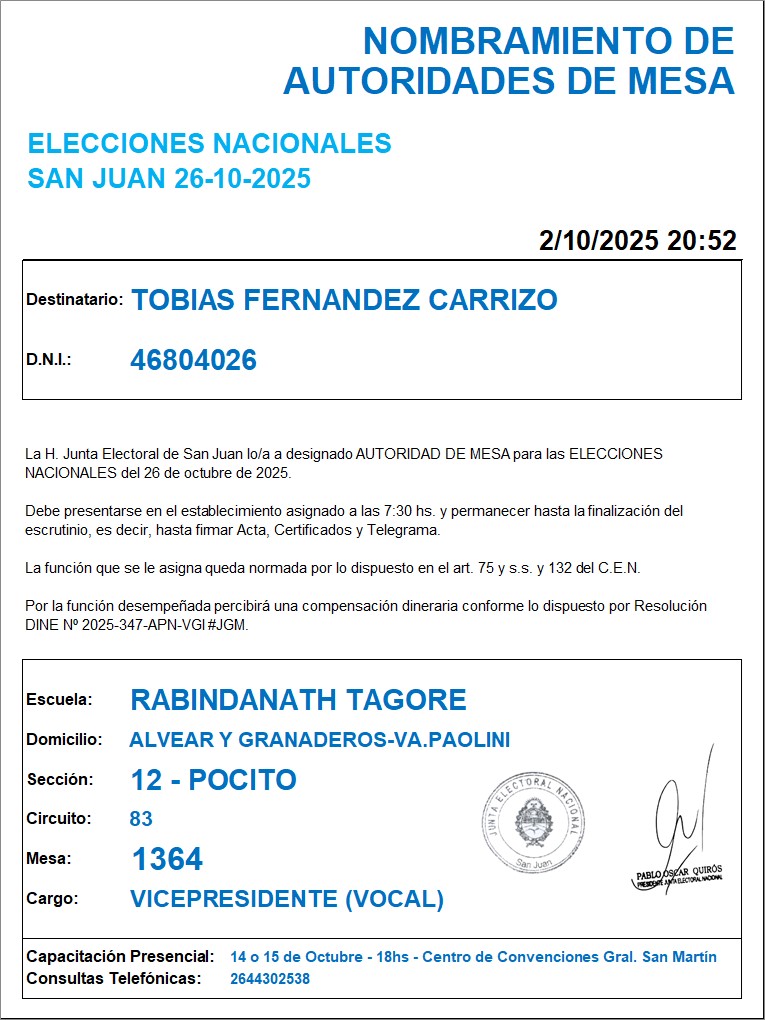 NOMBRAMIENTO DE
AUTORIDADES DE MESA
ELECCIONES NACIONALES
SAN JUAN 26-10-2025
2/10/2025 20:52
Destinatario: TOBIAS FERNANDEZ CARRIZO
D.N.I.: 46804026
La H. Junta Electoral de San Juan lo/a a designado AUTORIDAD DE MESA para las ELECCIONES
NACIONALES del 26 de octubre de 2025.
Debe presentarse en el establecimiento asignado a las 7:30 hs. y permanecer hasta la finalización del
escrutinio, es decir, hasta firmar Acta, Certificados y Telegrama.
La función que se le asigna queda normada por lo dispuesto en el art. 75 y s.s. y 132 del C.E.N.
Por la función desempeñada percibirá una compensación dineraria conforme lo dispuesto por Resolución
DINE Nº 2025-347-APN-VGI#JGM.
Escuela: RABINDANATH TAGORE
Domicilio: ALVEAR Y GRANADEROS-VA.PAOLINI
Sección: 12 - POCITO
Circuito: 83
Mesa: 1364
Cargo: VICEPRESIDENTE (VOCAL)
JUNTA ELECTORAL NACIONAL
San Juan
PABLO OSCAR QUIRÓS
PRESIDENTE JUNTA ELECTORAL NACIONAL
Capacitación Presencial: 14 o 15 de Octubre - 18hs - Centro de Convenciones Gral. San Martín
Consultas Telefónicas: 2644302538